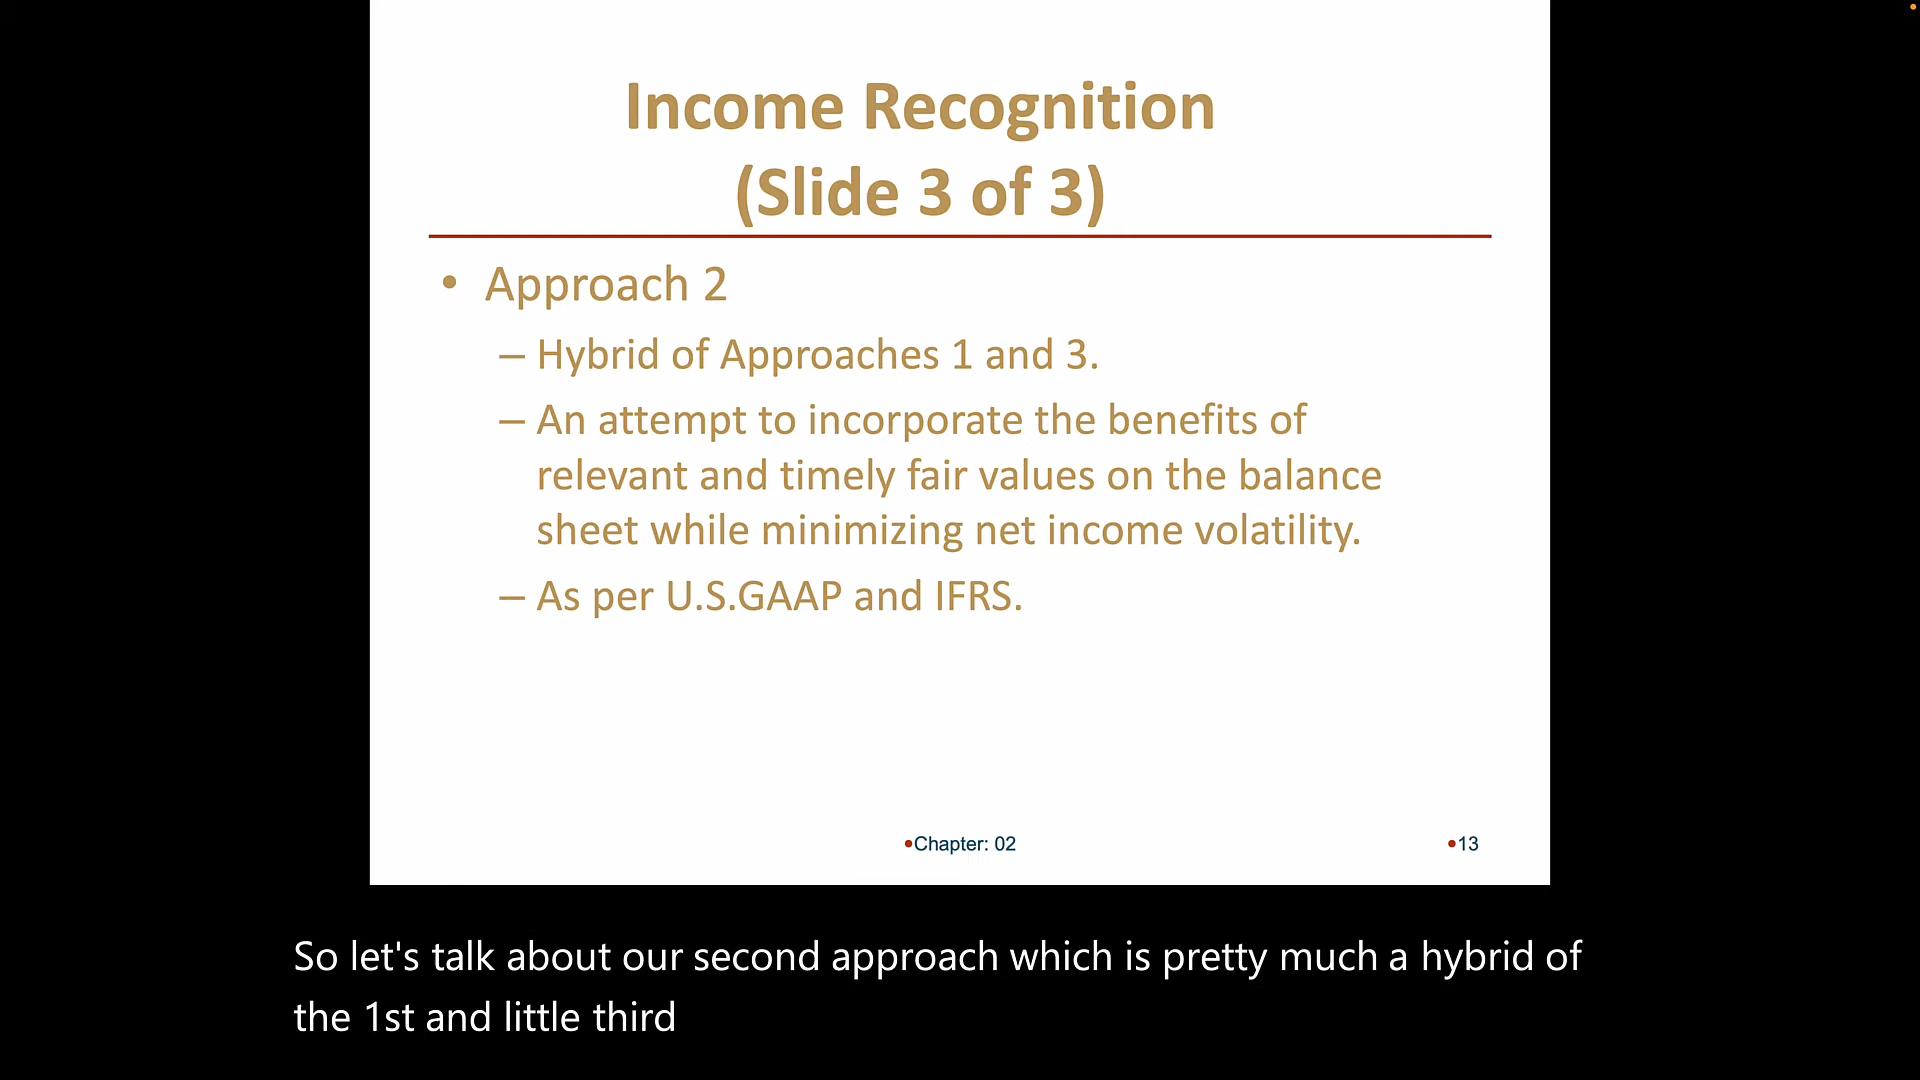 Income Recognition
(Slide 3 of 3)
• Approach 2
– Hybrid of Approaches 1 and 3.
– An attempt to incorporate the benefits of
relevant and timely fair values on the balance
sheet while minimizing net income volatility.
– As per U.S.GAAP and IFRS.
•Chapter: 02
•13
So let's talk about our second approach which is pretty much a hybrid of
the 1st and little third